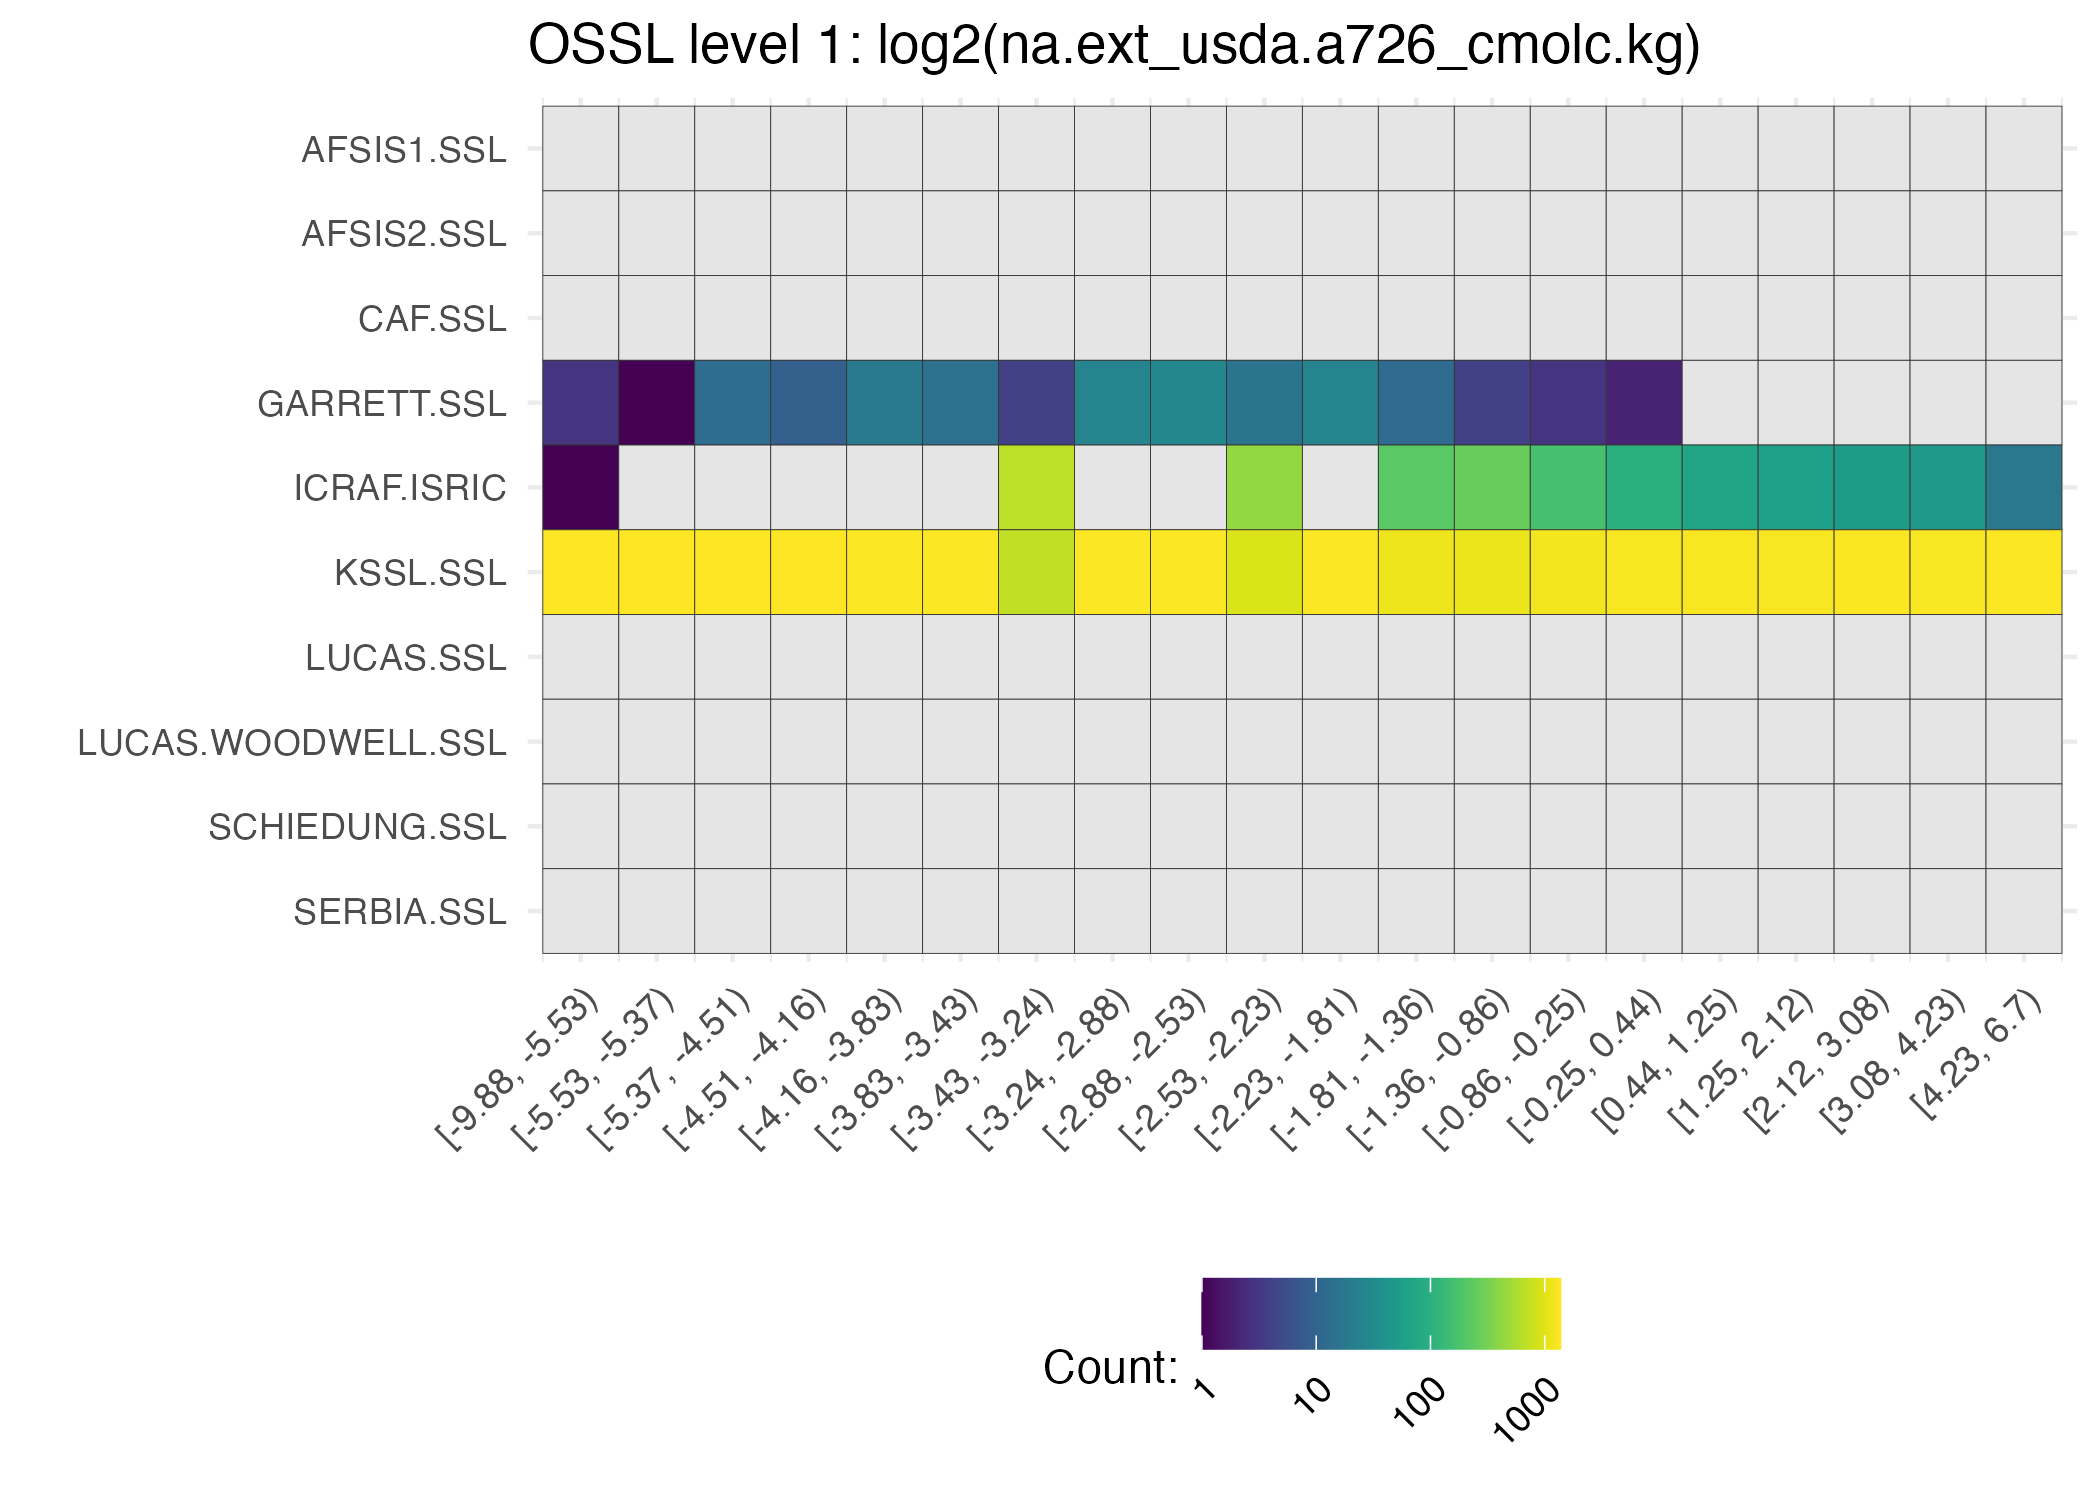 OSSL level 1: log2(na.ext_usda.a726_cmolc.kg)
AFSIS1.SSL
AFSIS2.SSL
CAF.SSL
GARRETT.SSL
ICRAF.ISRIC
KSSL.SSL
LUCAS.SSL
LUCAS.WOODWELL.SSL
SCHIEDUNG.SSL
SERBIA.SSL
[-9.88, -5.53)
[-5.53, -5.37)
[-5.37, -4.51)
[-4.51, -4.16)
[-4.16, -3.83)
[-3.83, -3.43)
[-3.43, -3.24)
[-3.24, -2.88)
[-2.88, -2.53)
[-2.53, -2.23)
[-2.23, -1.81)
[-1.81, -1.36)
[-1.36, -0.86)
[-0.86, -0.25)
[-0.25, 0.44)
[0.44, 1.25)
[1.25, 2.12)
[2.12, 3.08)
[3.08, 4.23)
[4.23, 6.7)
Count:
1
10
100
1000